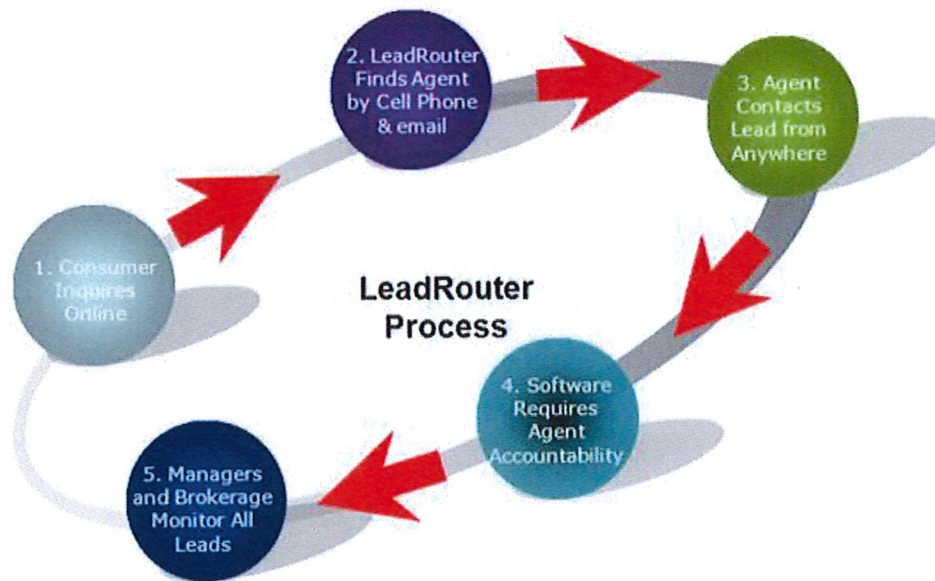 2. LeadRouter
Finds Agent
by Cell Phone
& email
3. Agent
Contacts
Lead from
Anywhere
1. Consumer
Inquires
Online
LeadRouter
Process
4. Software
Requires
Agent
Accountability
5. Managers
and Brokerage
Monitor All
Leads